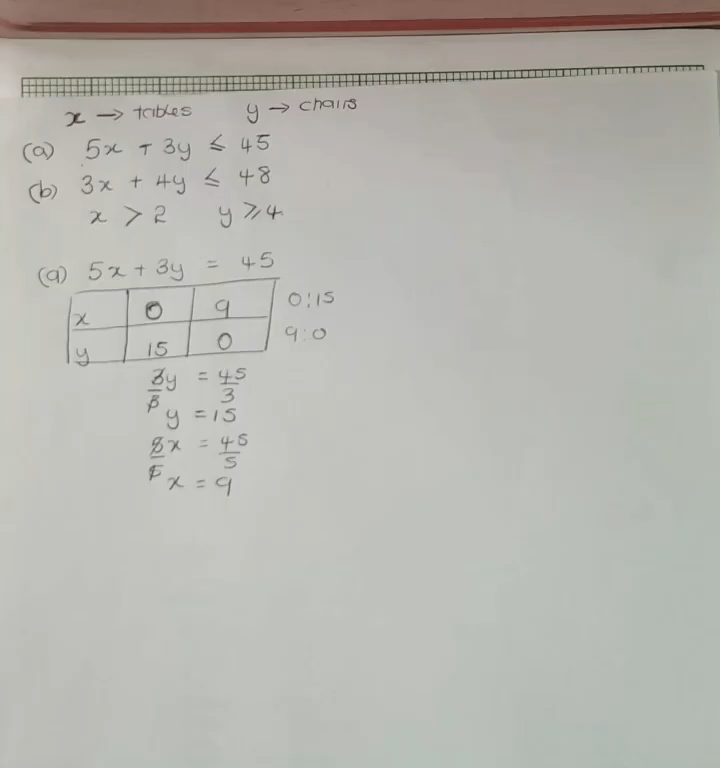 x → tables y → chairs
(a) 5x + 3y ≤ 45
(b) 3x + 4y ≤ 48
x > 2 y ≥ 4
(a) 5x + 3y = 45
x 0 9 0:15
y 15 0 9:0
3y/3 = 45/3
y = 15
5x/5 = 45/5
x = 9